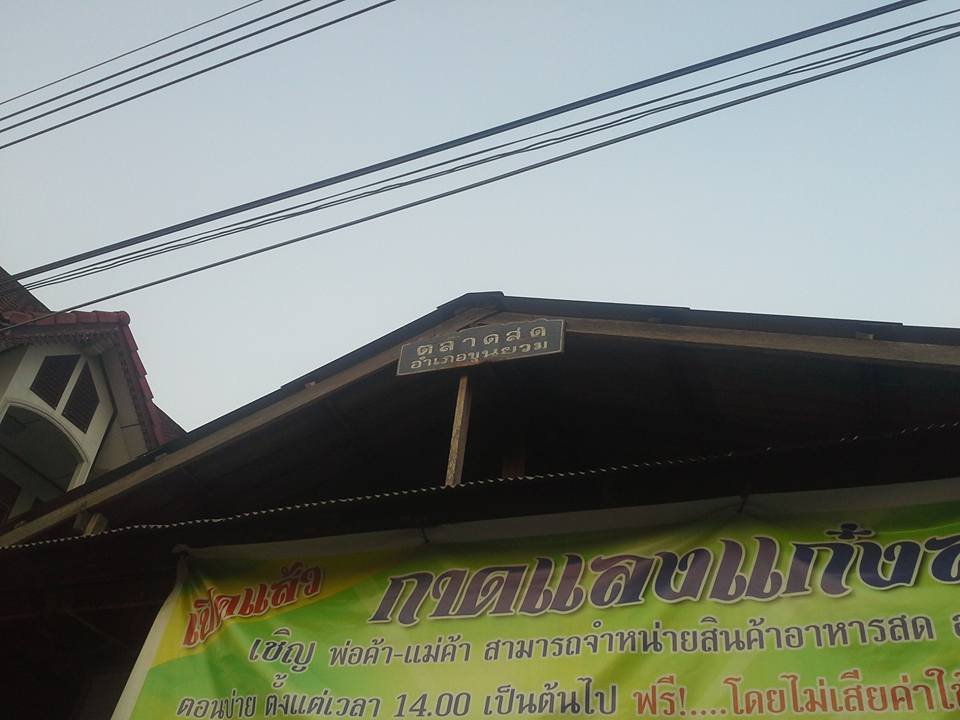 ตลาดสด
อำเภอขุนยวม
เปิดแล้ว
กาดแลงแม่
เชิญ พ่อค้า-แม่ค้า สามารถจำหน่ายสินค้าอาหารสด
ตอนบ่าย ตั้งแต่เวลา 14.00 เป็นต้นไป ฟรี!....โดยไม่เสียค่าใช้